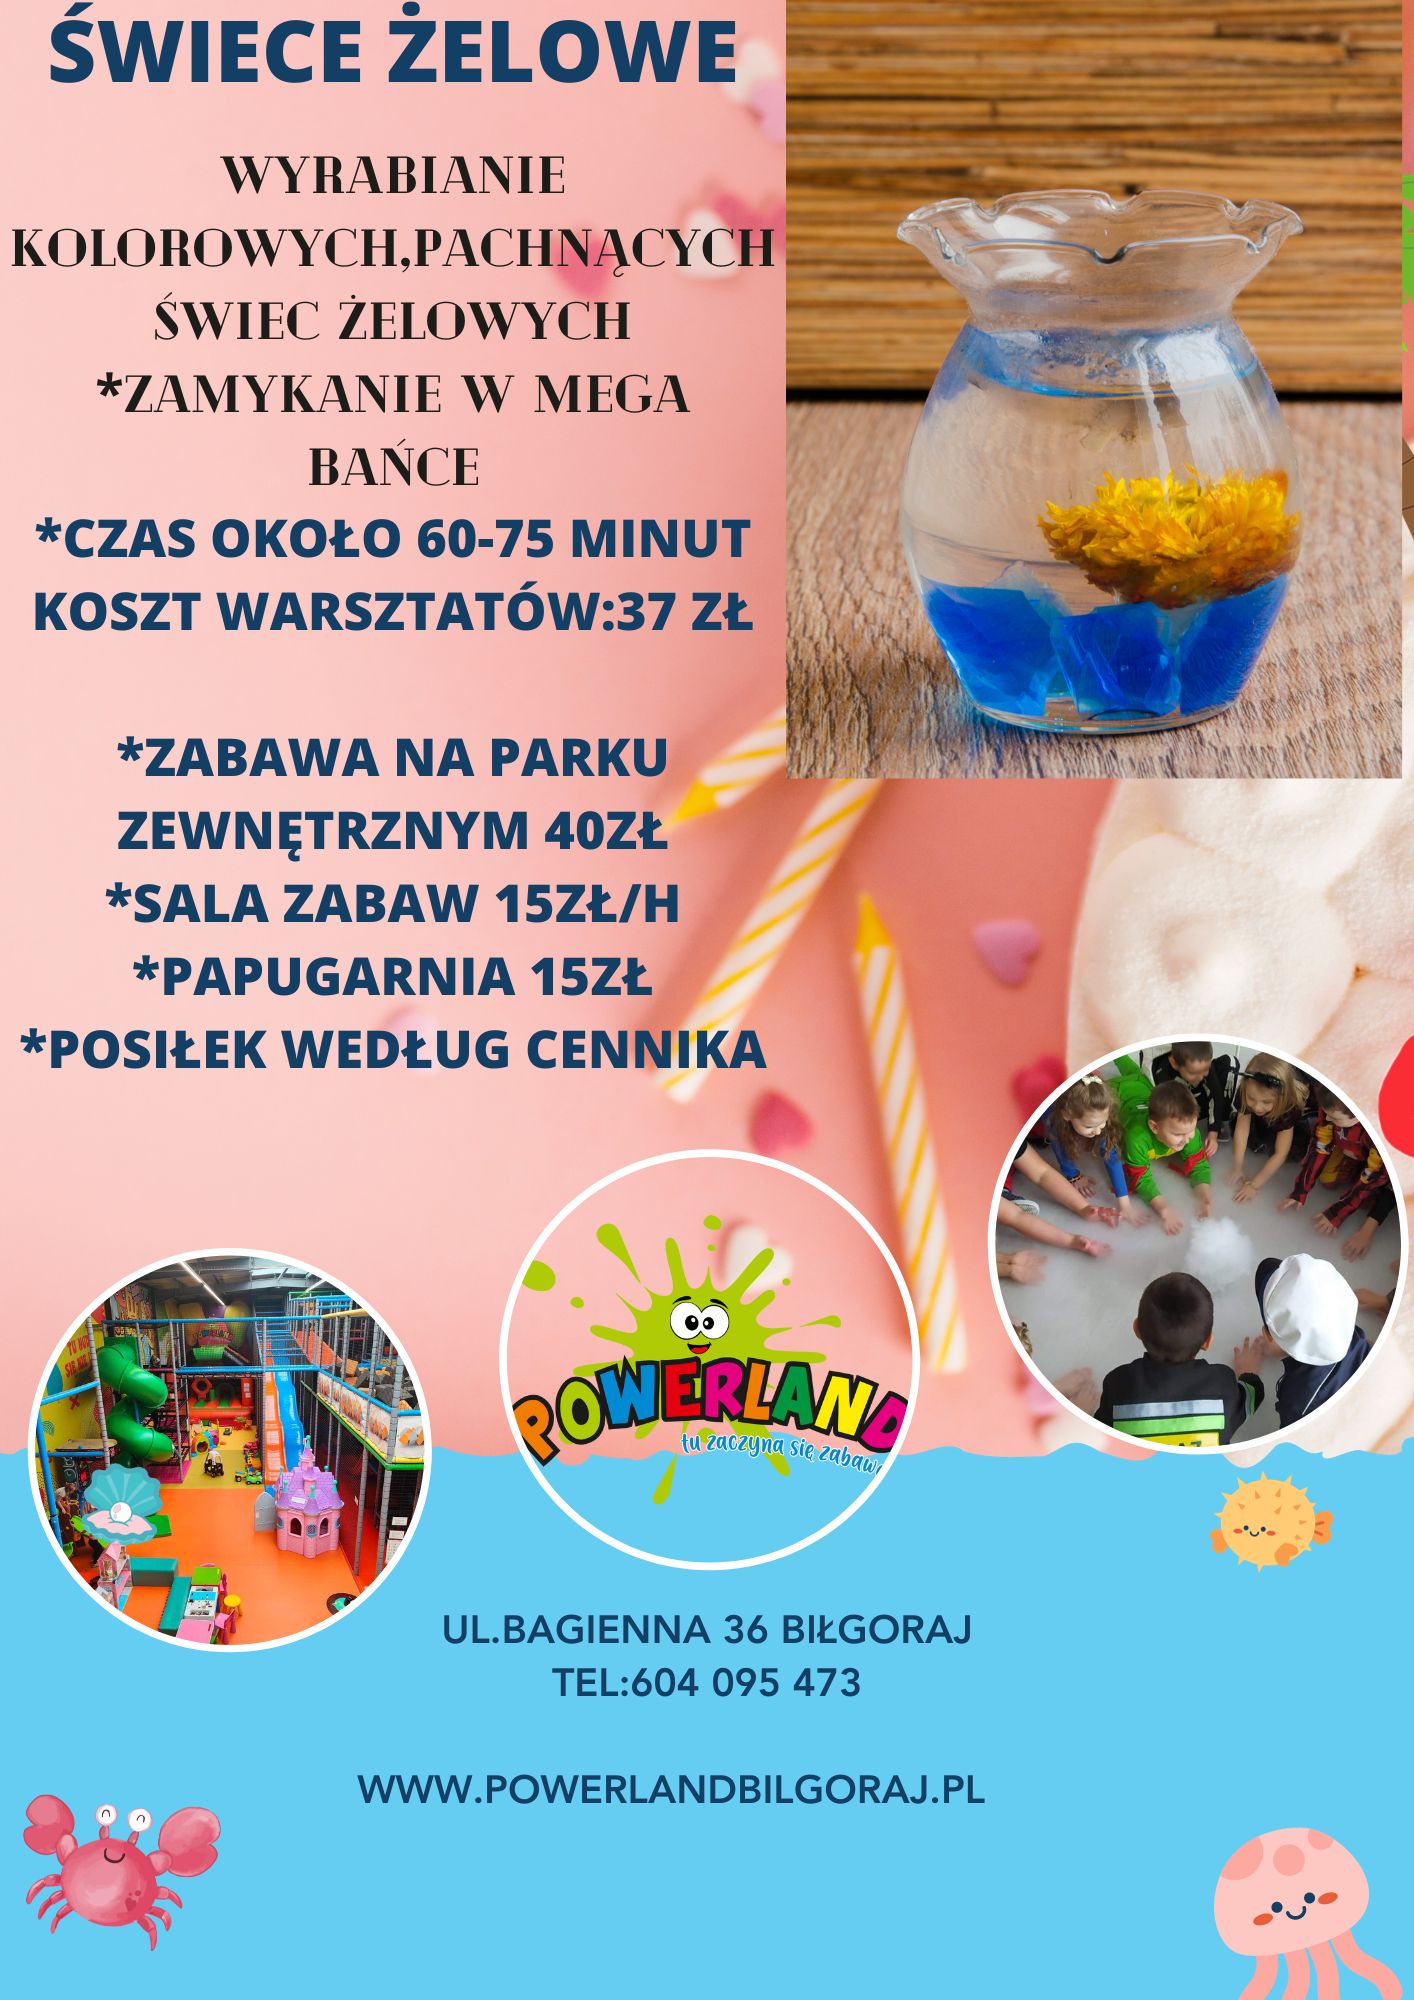 ŚWIECE ŻELOWE
WYRABIANIE
KOLOROWYCH,PACHNĄCYCH
ŚWIEC ŻELOWYCH
*ZAMYKANIE W MEGA
BAŃCE
*CZAS OKOŁO 60-75 MINUT
KOSZT WARSZTATÓW:37 ZŁ
*ZABAWA NA PARKU
ZEWNĘTRZNYM 40ZŁ
*SALA ZABAW 15ZŁ/H
*PAPUGARNIA 15ZŁ
*POSIŁEK WEDŁUG CENNIKA
POWERLAND
tu zaczyna się zabawa
UL.BAGIENNA 36 BIŁGORAJ
TEL:604 095 473
WWW.POWERLANDBILGORAJ.PL